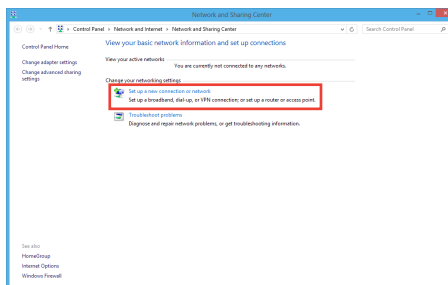 Network and Sharing Center
Control Panel Network and Internet Network and Sharing Center
Search Control Panel
Control Panel Home
Change adapter settings
Change advanced sharing
settings
View your basic network information and set up connections
View your active networks
You are currently not connected to any networks.
Change your networking settings
Set up a new connection or network
Set up a broadband, dial-up, or VPN connection; or set up a router or access point.
Troubleshoot problems
Diagnose and repair network problems, or get troubleshooting information.
See also
HomeGroup
Internet Options
Windows Firewall